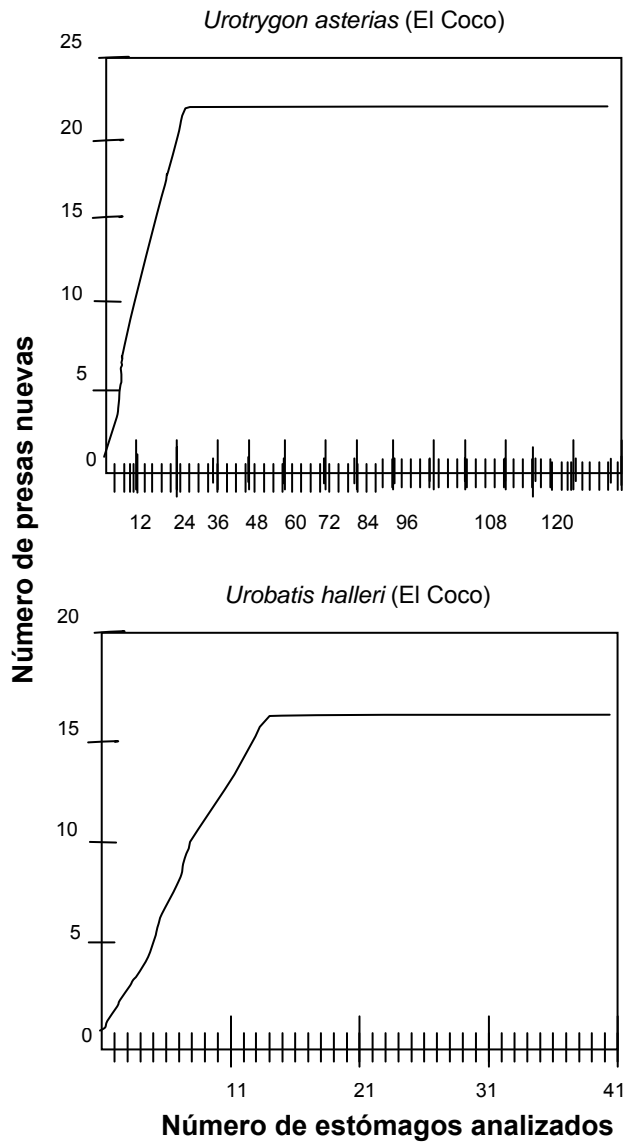 Urotrygon asterias (El Coco)
25
20
15
10
5
0
12 24 36 48 60 72 84 96 108 120
Número de presas nuevas
Urobatis halleri (El Coco)
20
15
10
5
0
11 21 31 41
Número de estómagos analizados